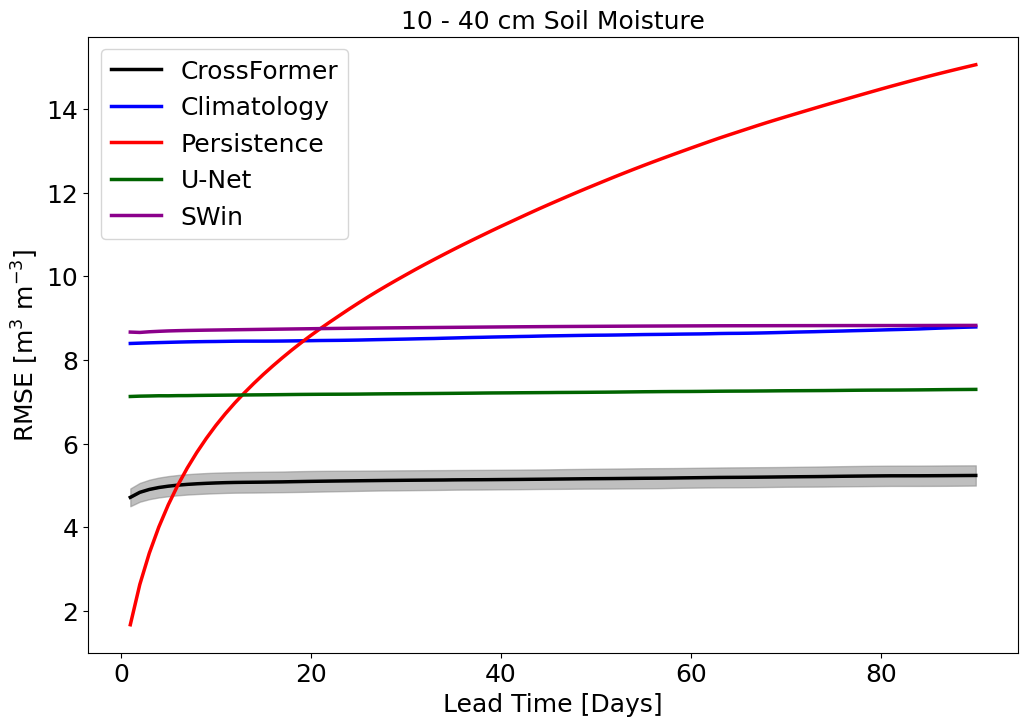 10 - 40 cm Soil Moisture
CrossFormer
Climatology
Persistence
U-Net
SWin
RMSE [m³ m⁻³]
14
12
10
8
6
4
2
0 20 40 60 80
Lead Time [Days]